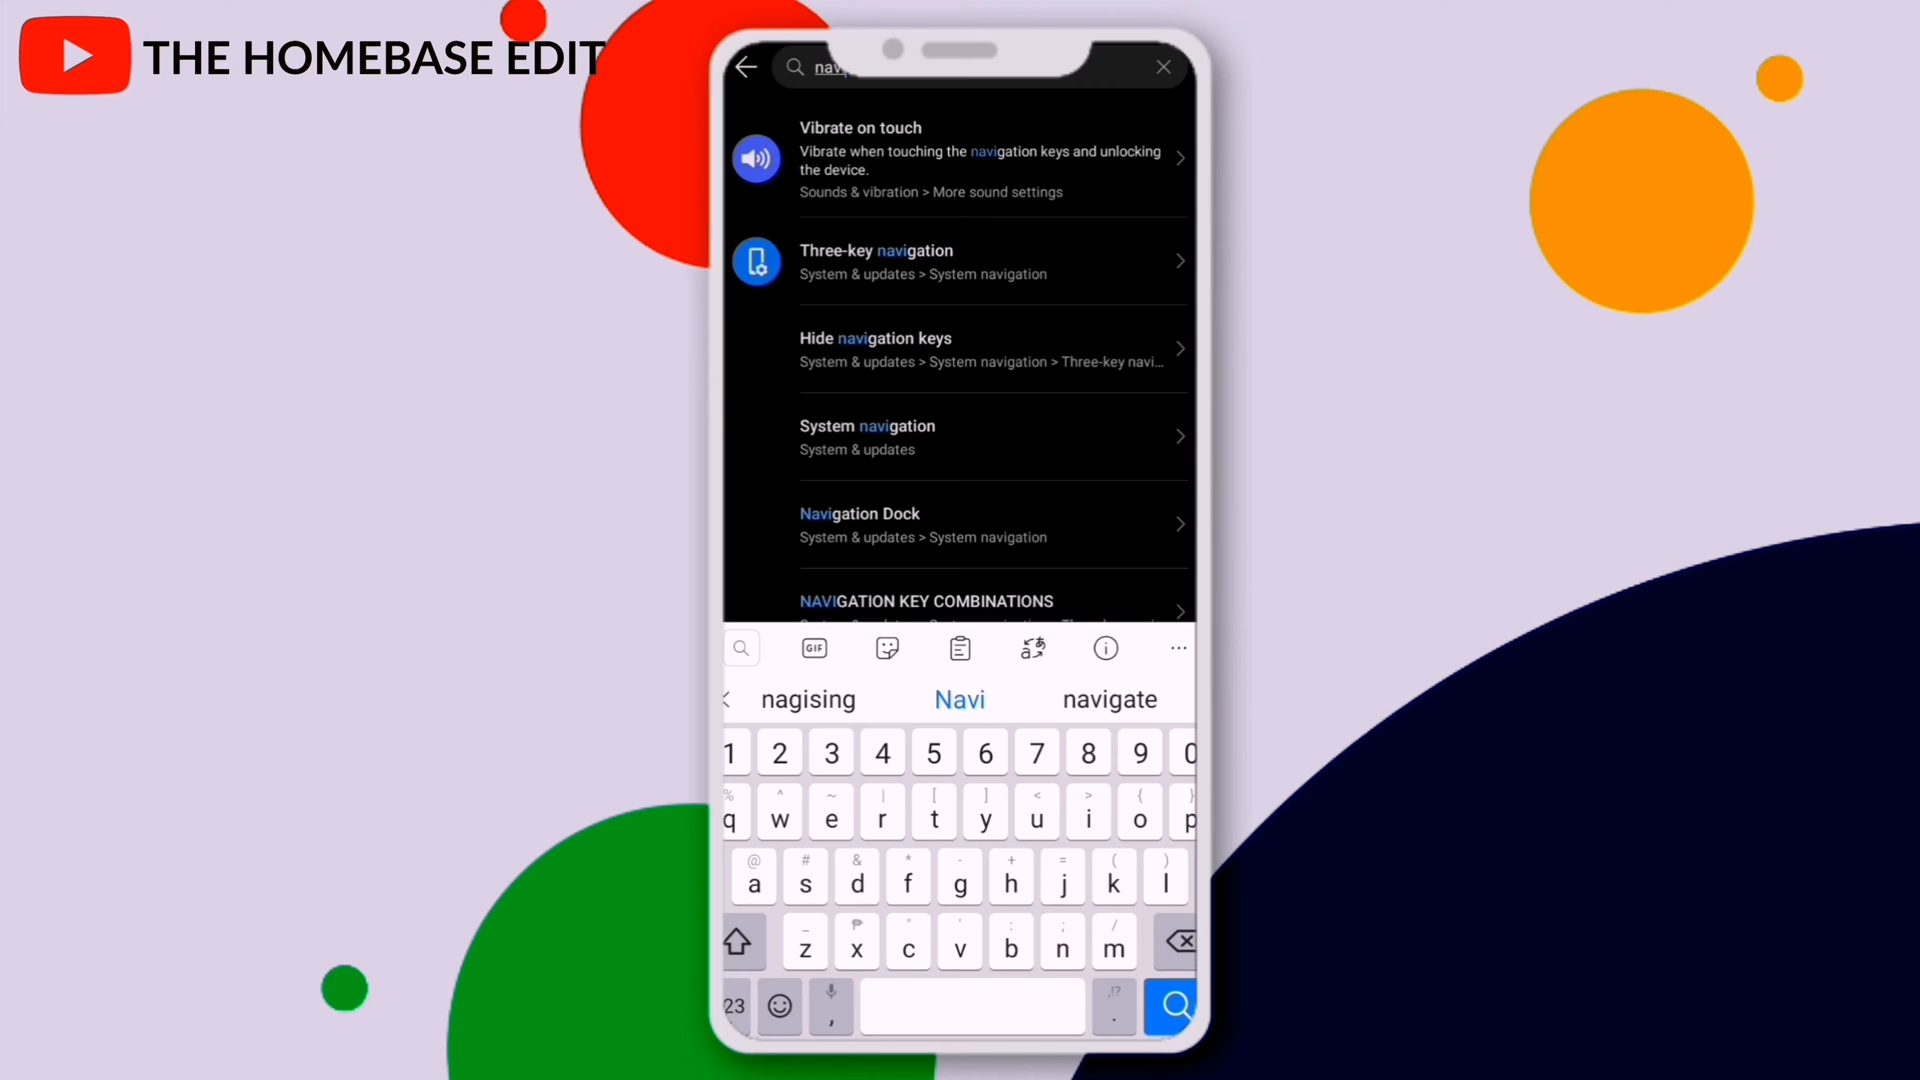 THE HOMEBASE EDIT
nav
Vibrate on touch
Vibrate when touching the navigation keys and unlocking
the device.
Sounds & vibration > More sound settings
Three-key navigation
System & updates > System navigation
Hide navigation keys
System & updates > System navigation > Three-key navi...
System navigation
System & updates
Navigation Dock
System & updates > System navigation
NAVIGATION KEY COMBINATIONS
GIF
nagising Navi navigate
1 2 3 4 5 6 7 8 9 0
% ^ ~ | [ ] < > { }
q w e r t y u i o p
@ # & * - + = ( )
a s d f g h j k l
_ ₱ " ' : ; /
z x c v b n m
,!?
23 , .